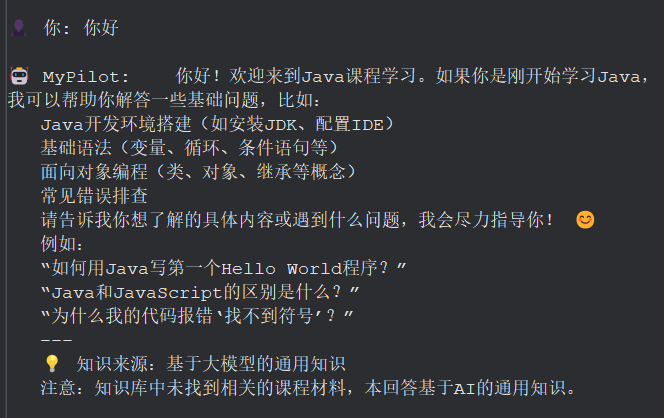 你: 你好
MyPilot: 你好！欢迎来到Java课程学习。如果你是刚开始学习Java，
我可以帮助你解答一些基础问题，比如：
Java开发环境搭建（如安装JDK、配置IDE）
基础语法（变量、循环、条件语句等）
面向对象编程（类、对象、继承等概念）
常见错误排查
请告诉我你想了解的具体内容或遇到什么问题，我会尽力指导你！ 😊
例如：
“如何用Java写第一个Hello World程序？”
“Java和JavaScript的区别是什么？”
“为什么我的代码报错‘找不到符号’？”
---
💡 知识来源：基于大模型的通用知识
注意：知识库中未找到相关的课程材料，本回答基于AI的通用知识。